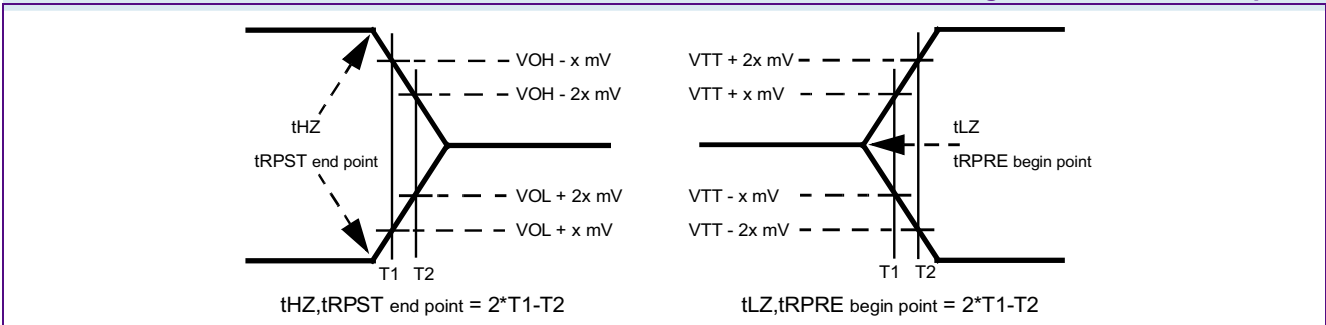 VOH - x mV
VOH - 2x mV
tHZ
tRPST end point
VOL + 2x mV
VOL + x mV
T1 T2
tHZ,tRPST end point = 2*T1-T2
VTT + 2x mV
VTT + x mV
tLZ
tRPRE begin point
VTT - x mV
VTT - 2x mV
T1 T2
tLZ,tRPRE begin point = 2*T1-T2